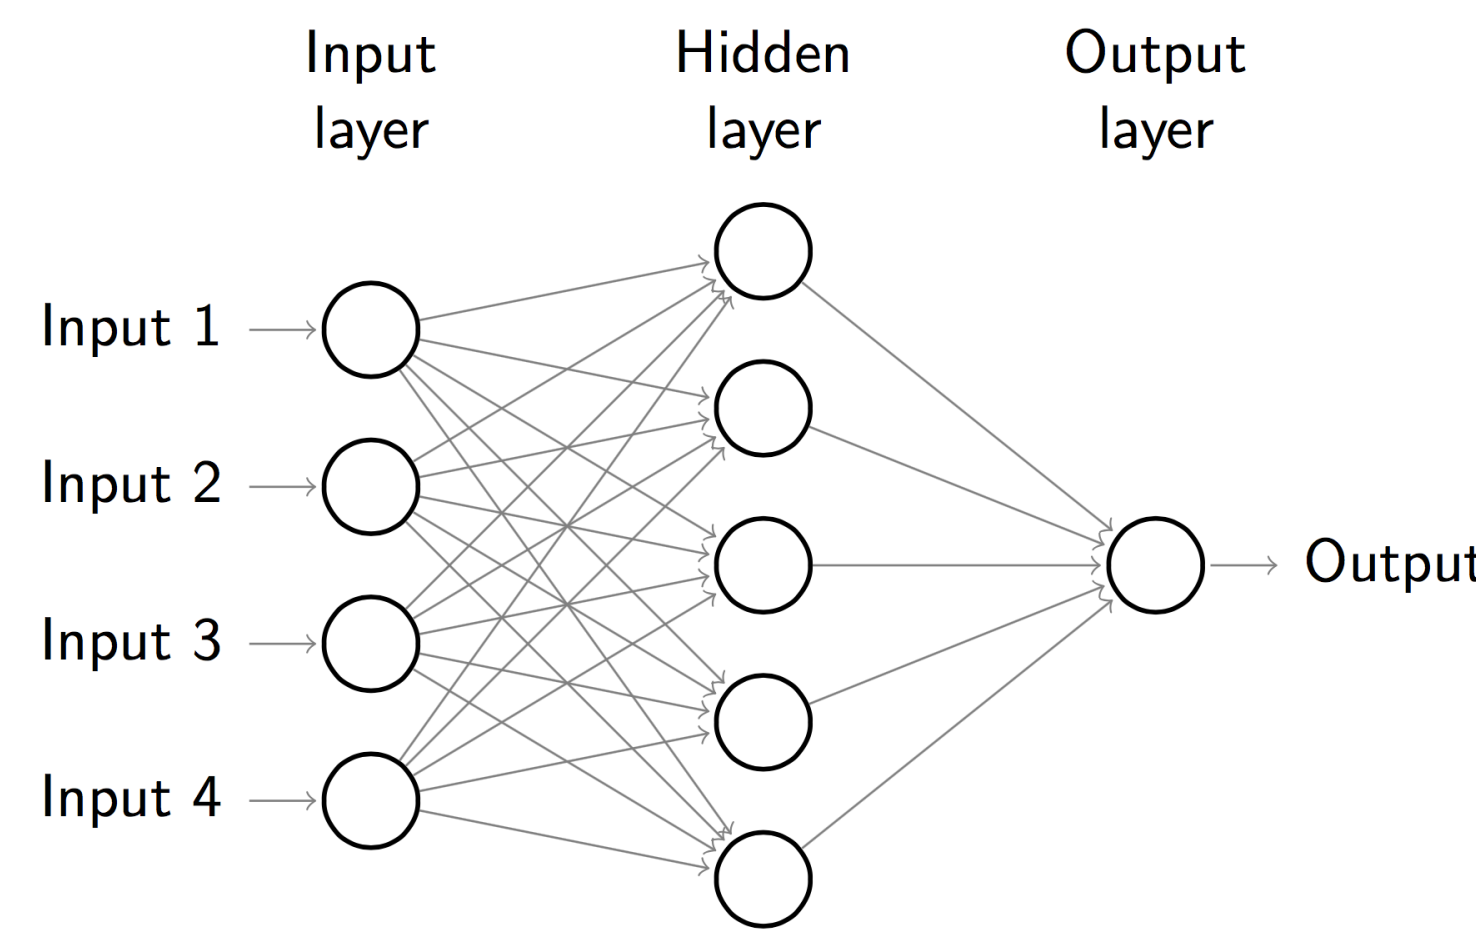 Input
layer
Hidden
layer
Output
layer
Input 1
Input 2
Input 3
Input 4
Output